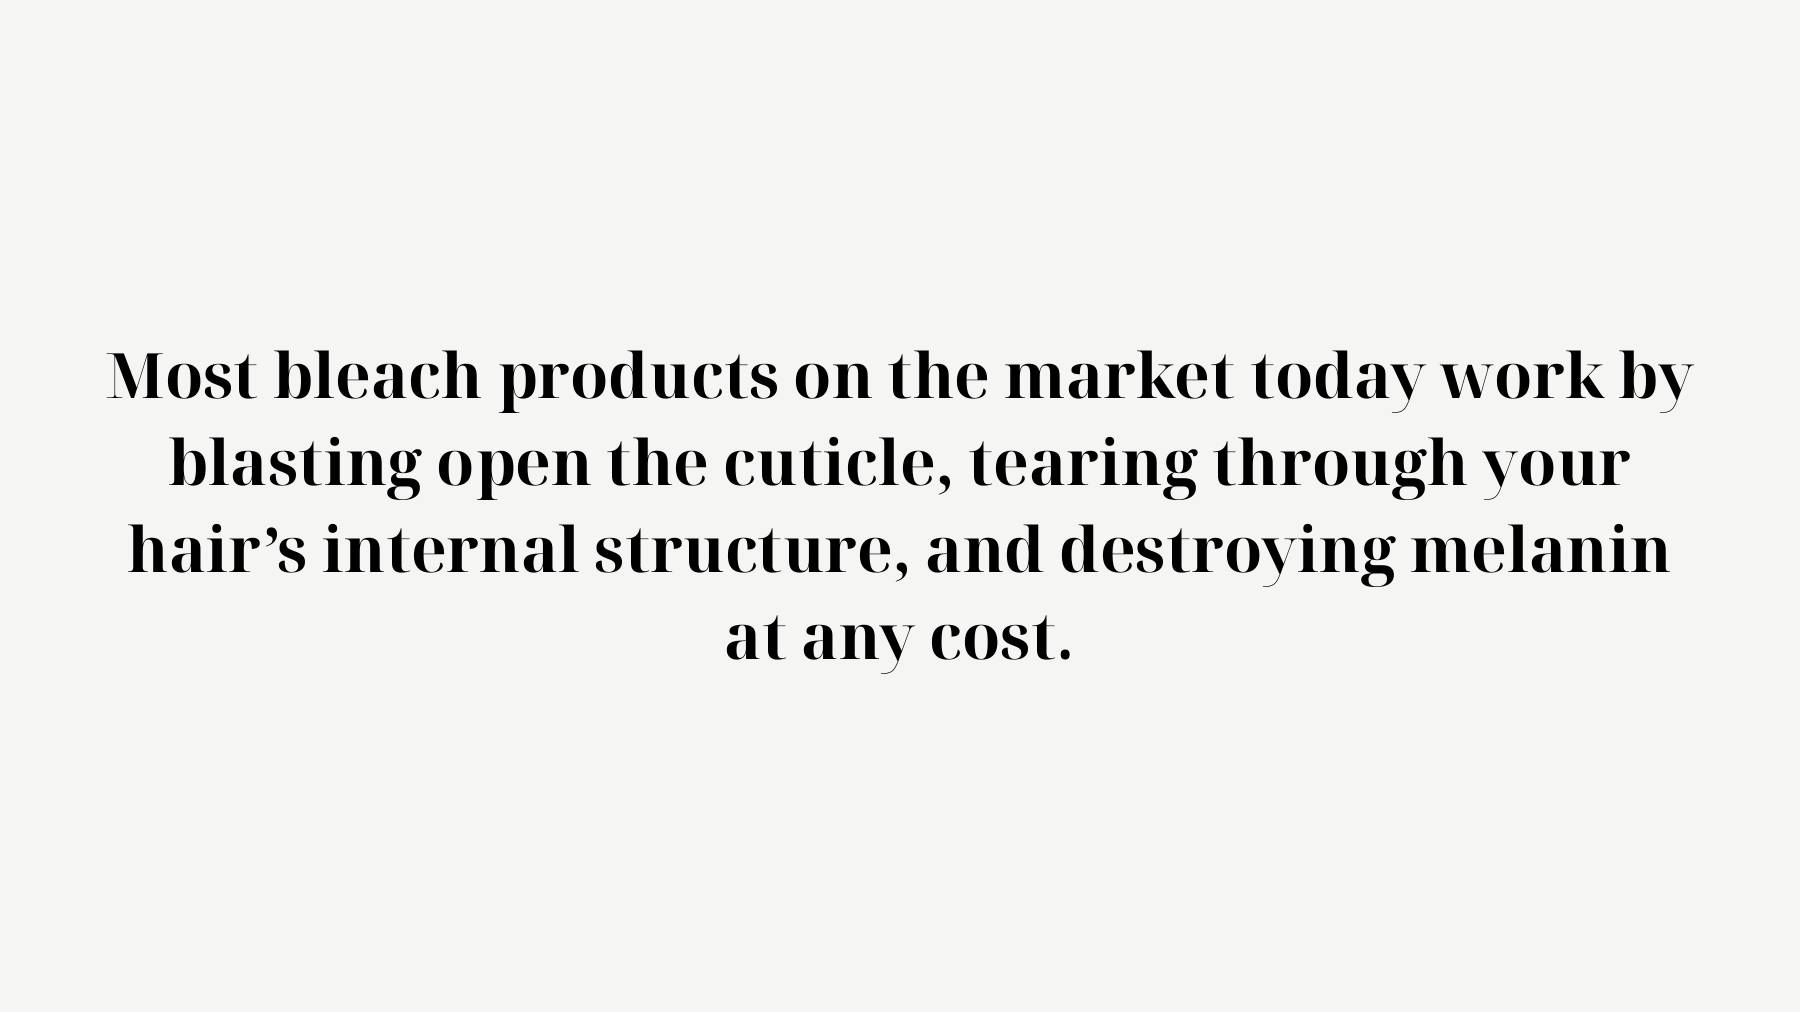 Most bleach products on the market today work by
blasting open the cuticle, tearing through your
hair’s internal structure, and destroying melanin
at any cost.